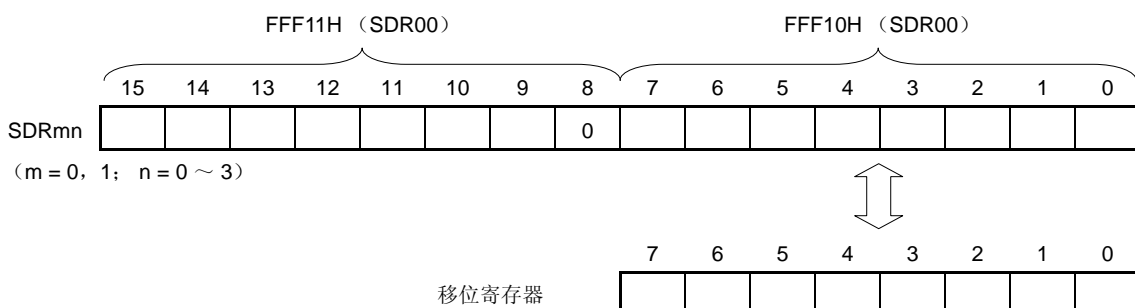 FFF11H （SDR00） FFF10H （SDR00）
15 14 13 12 11 10 9 8 7 6 5 4 3 2 1 0
SDRmn 0
（m = 0， 1； n = 0 ～ 3）
7 6 5 4 3 2 1 0
移位寄存器